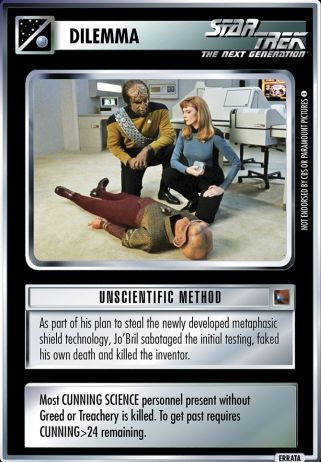 DILEMMA
STAR TREK
THE NEXT GENERATION®
NOT ENDORSED BY CBS OR PARAMOUNT PICTURES
UNSCIENTIFIC METHOD
As part of his plan to steal the newly developed metaphasic
shield technology, Jo'Bril sabotaged the initial testing, faked
his own death and killed the inventor.
Most CUNNING SCIENCE personnel present without
Greed or Treachery is killed. To get past requires
CUNNING>24 remaining.
ERRATA